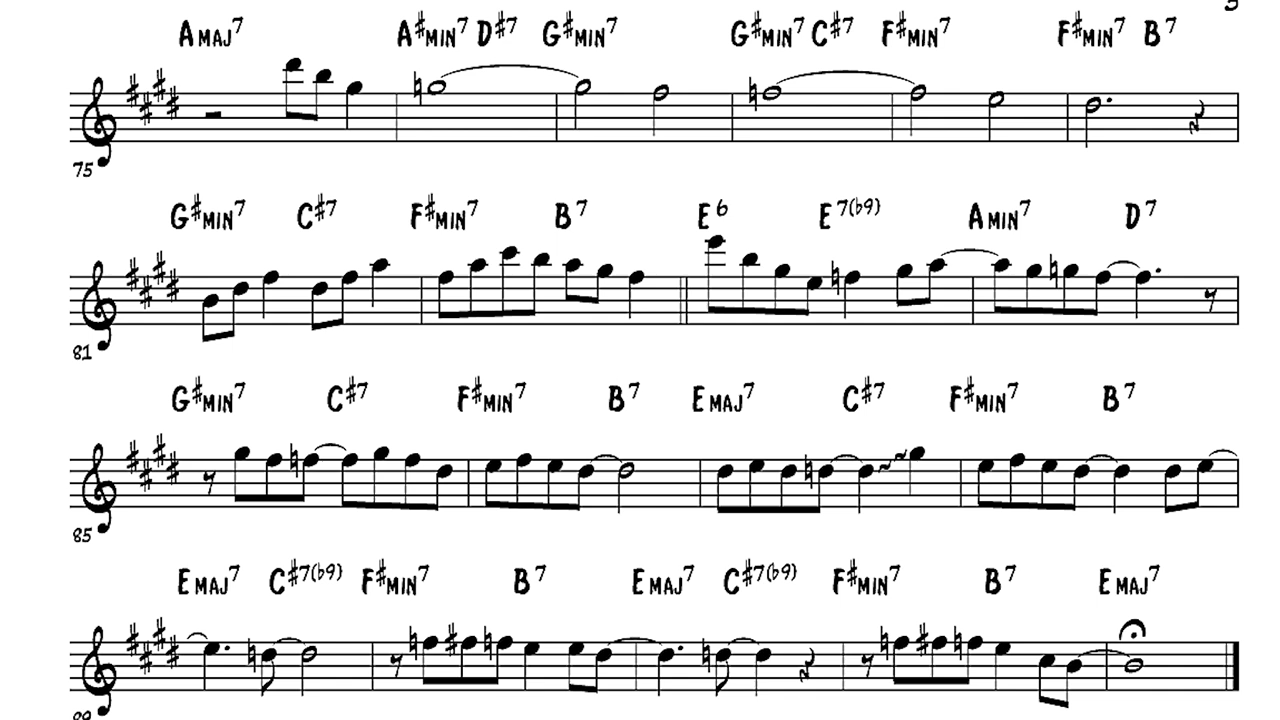 3
AMAJ7 A#MIN7 D#7 G#MIN7 G#MIN7 C#7 F#MIN7 F#MIN7 B7
75
G#MIN7 C#7 F#MIN7 B7 E6 E7(b9) AMIN7 D7
81
G#MIN7 C#7 F#MIN7 B7 EMAJ7 C#7 F#MIN7 B7
85
EMAJ7 C#7(b9) F#MIN7 B7 EMAJ7 C#7(b9) F#MIN7 B7 EMAJ7
89